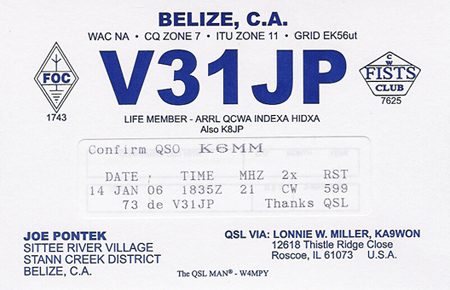 BELIZE, C.A.
WAC NA • CQ ZONE 7 • ITU ZONE 11 • GRID EK56ut
FOC
1743
V31JP
CW
FISTS
CLUB
7625
LIFE MEMBER - ARRL QCWA INDEXA HIDXA
Also K8JP
Confirm QSO K6MM
DATE TIME MHZ 2x RST
14 JAN 06 1835Z 21 CW 599
73 de V31JP Thanks QSL
JOE PONTEK
SITTEE RIVER VILLAGE
STANN CREEK DISTRICT
BELIZE, C.A.
QSL VIA: LONNIE W. MILLER, KA9WON
12618 Thistle Ridge Close
Roscoe, IL 61073 U.S.A.
The QSL MAN® - W4MPY